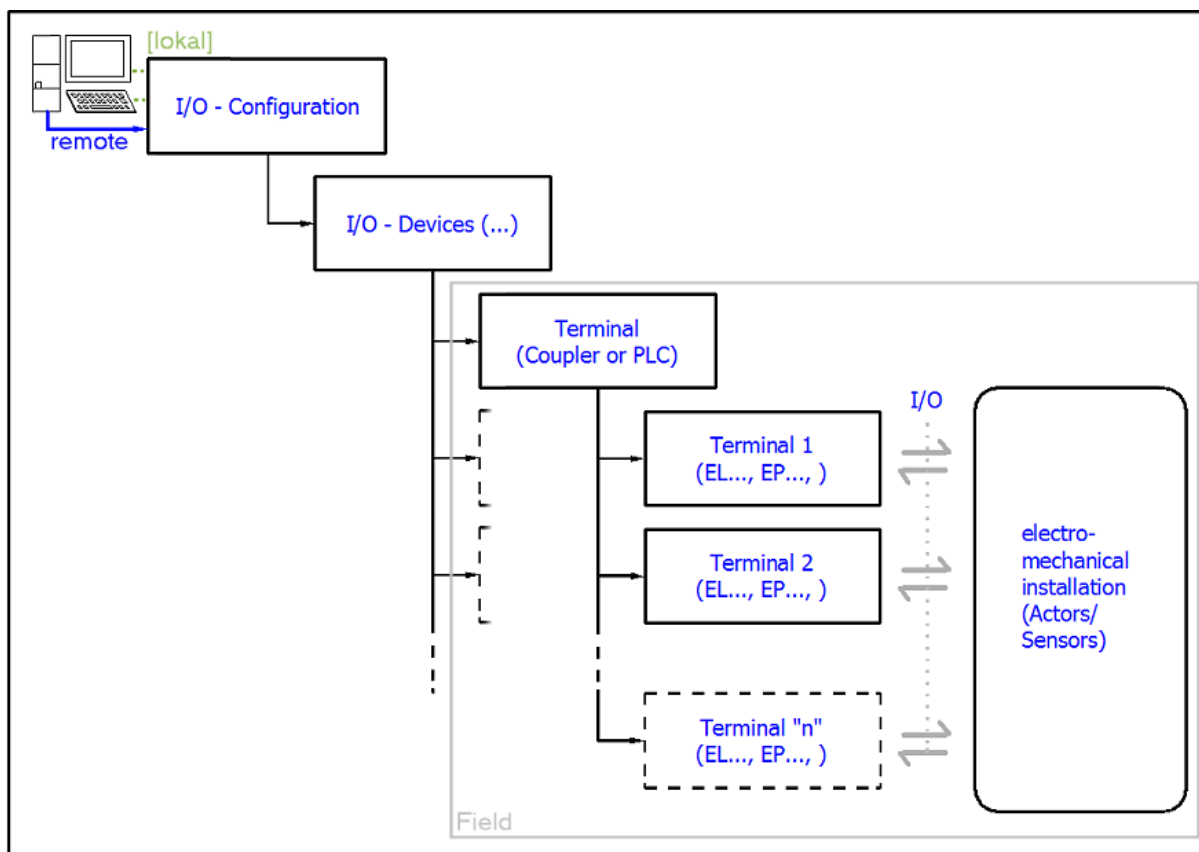 [lokal]
I/O - Configuration
remote
I/O - Devices (...)
Terminal
(Coupler or PLC)
I/O
Terminal 1
(EL..., EP..., )
Terminal 2
(EL..., EP..., )
electro-
mechanical
installation
(Actors/
Sensors)
Terminal "n"
(EL..., EP..., )
Field